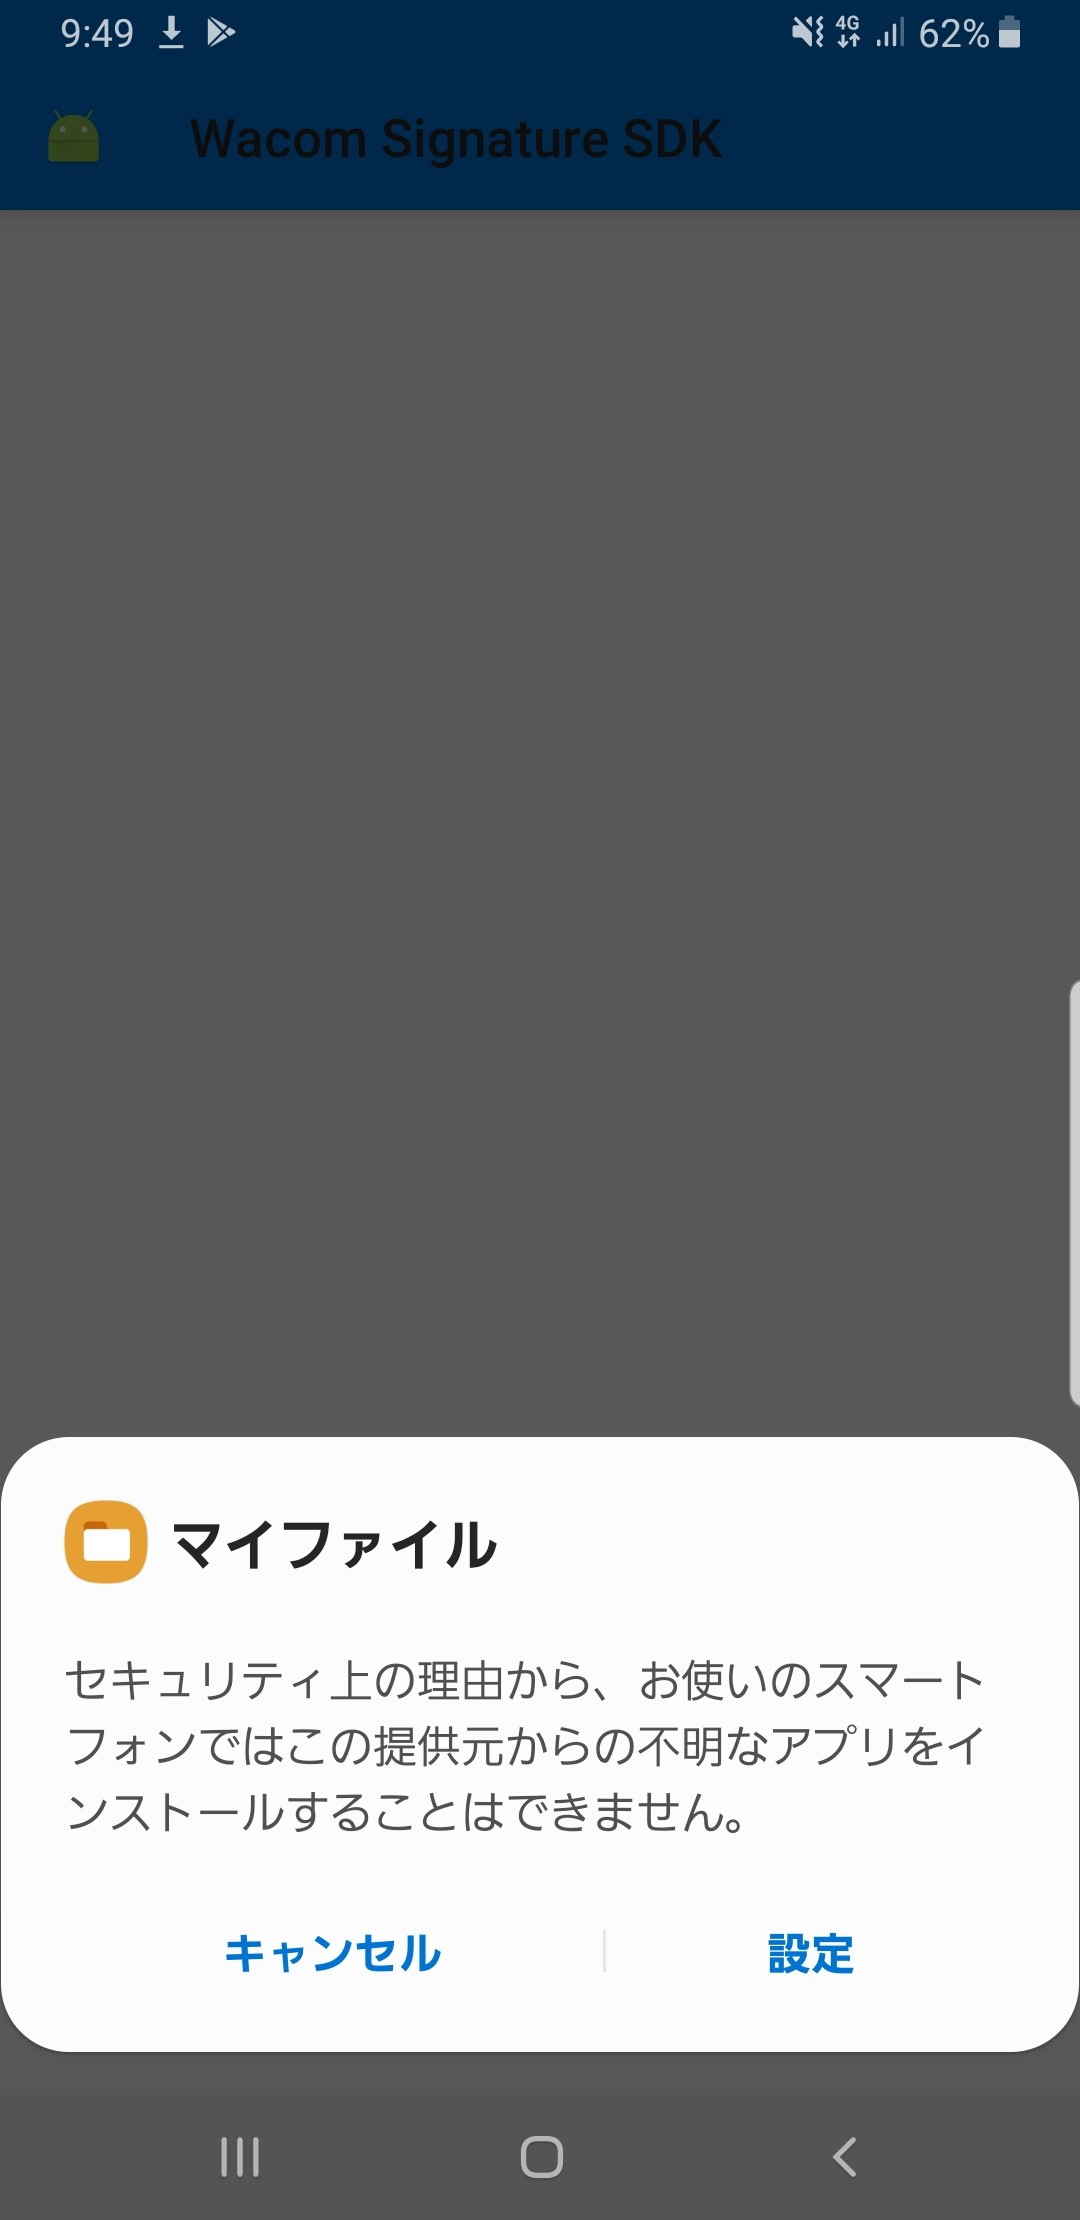 9:49
4G
62%
Wacom Signature SDK
マイファイル
セキュリティ上の理由から、お使いのスマート
フォンではこの提供元からの不明なアプリをイ
ンストールすることはできません。
キャンセル
設定